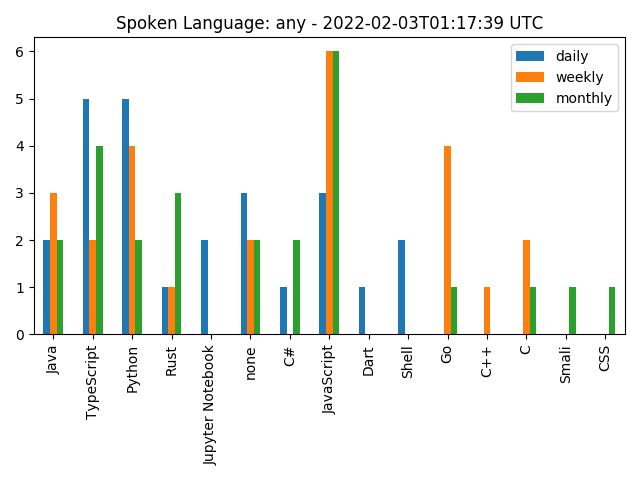 Spoken Language: any - 2022-02-03T01:17:39 UTC
daily
weekly
monthly
6
5
4
3
2
1
0
Java
TypeScript
Python
Rust
Jupyter Notebook
none
C#
JavaScript
Dart
Shell
Go
C++
C
Smali
CSS